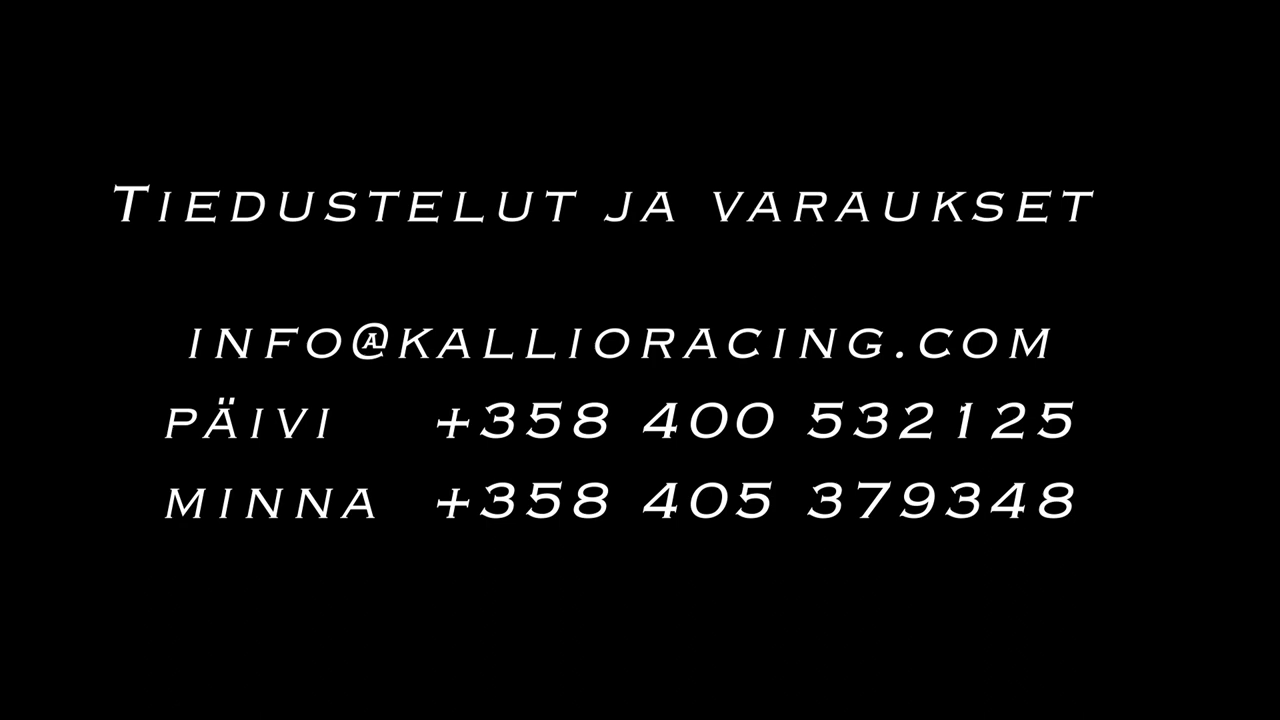 Tiedustelut ja varaukset
info@kallioracing.com
päivi +358 400 532125
minna +358 405 379348